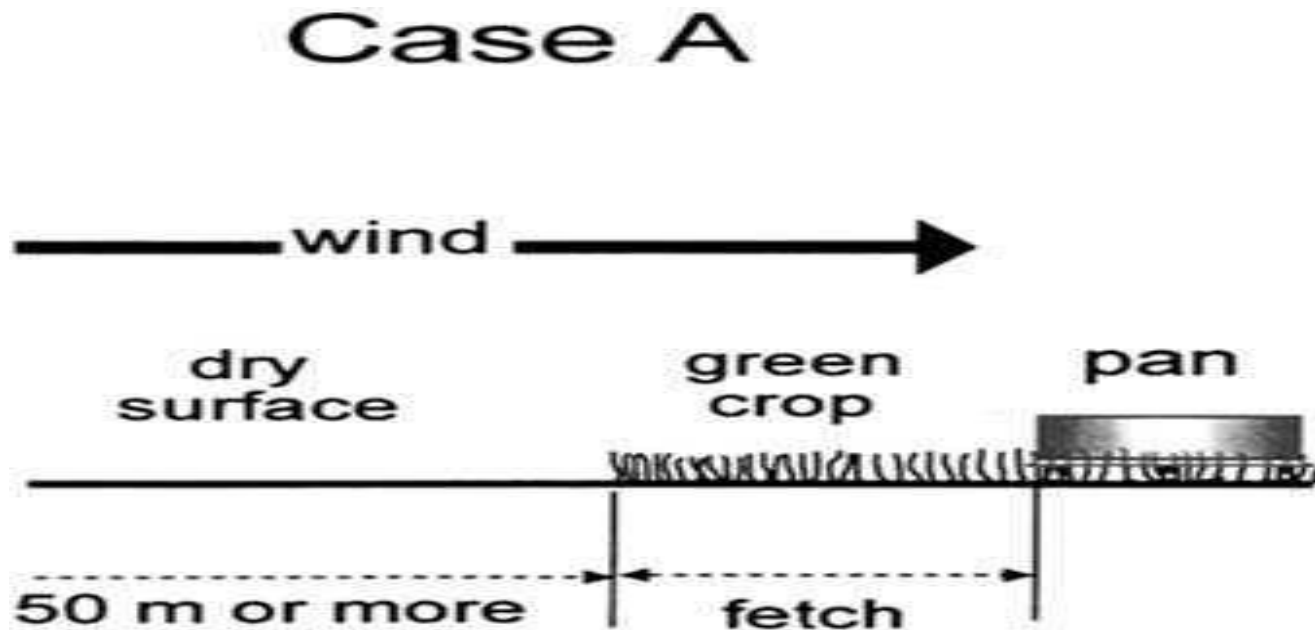 Case A
wind
dry
surface
green
crop
pan
50 m or more
fetch